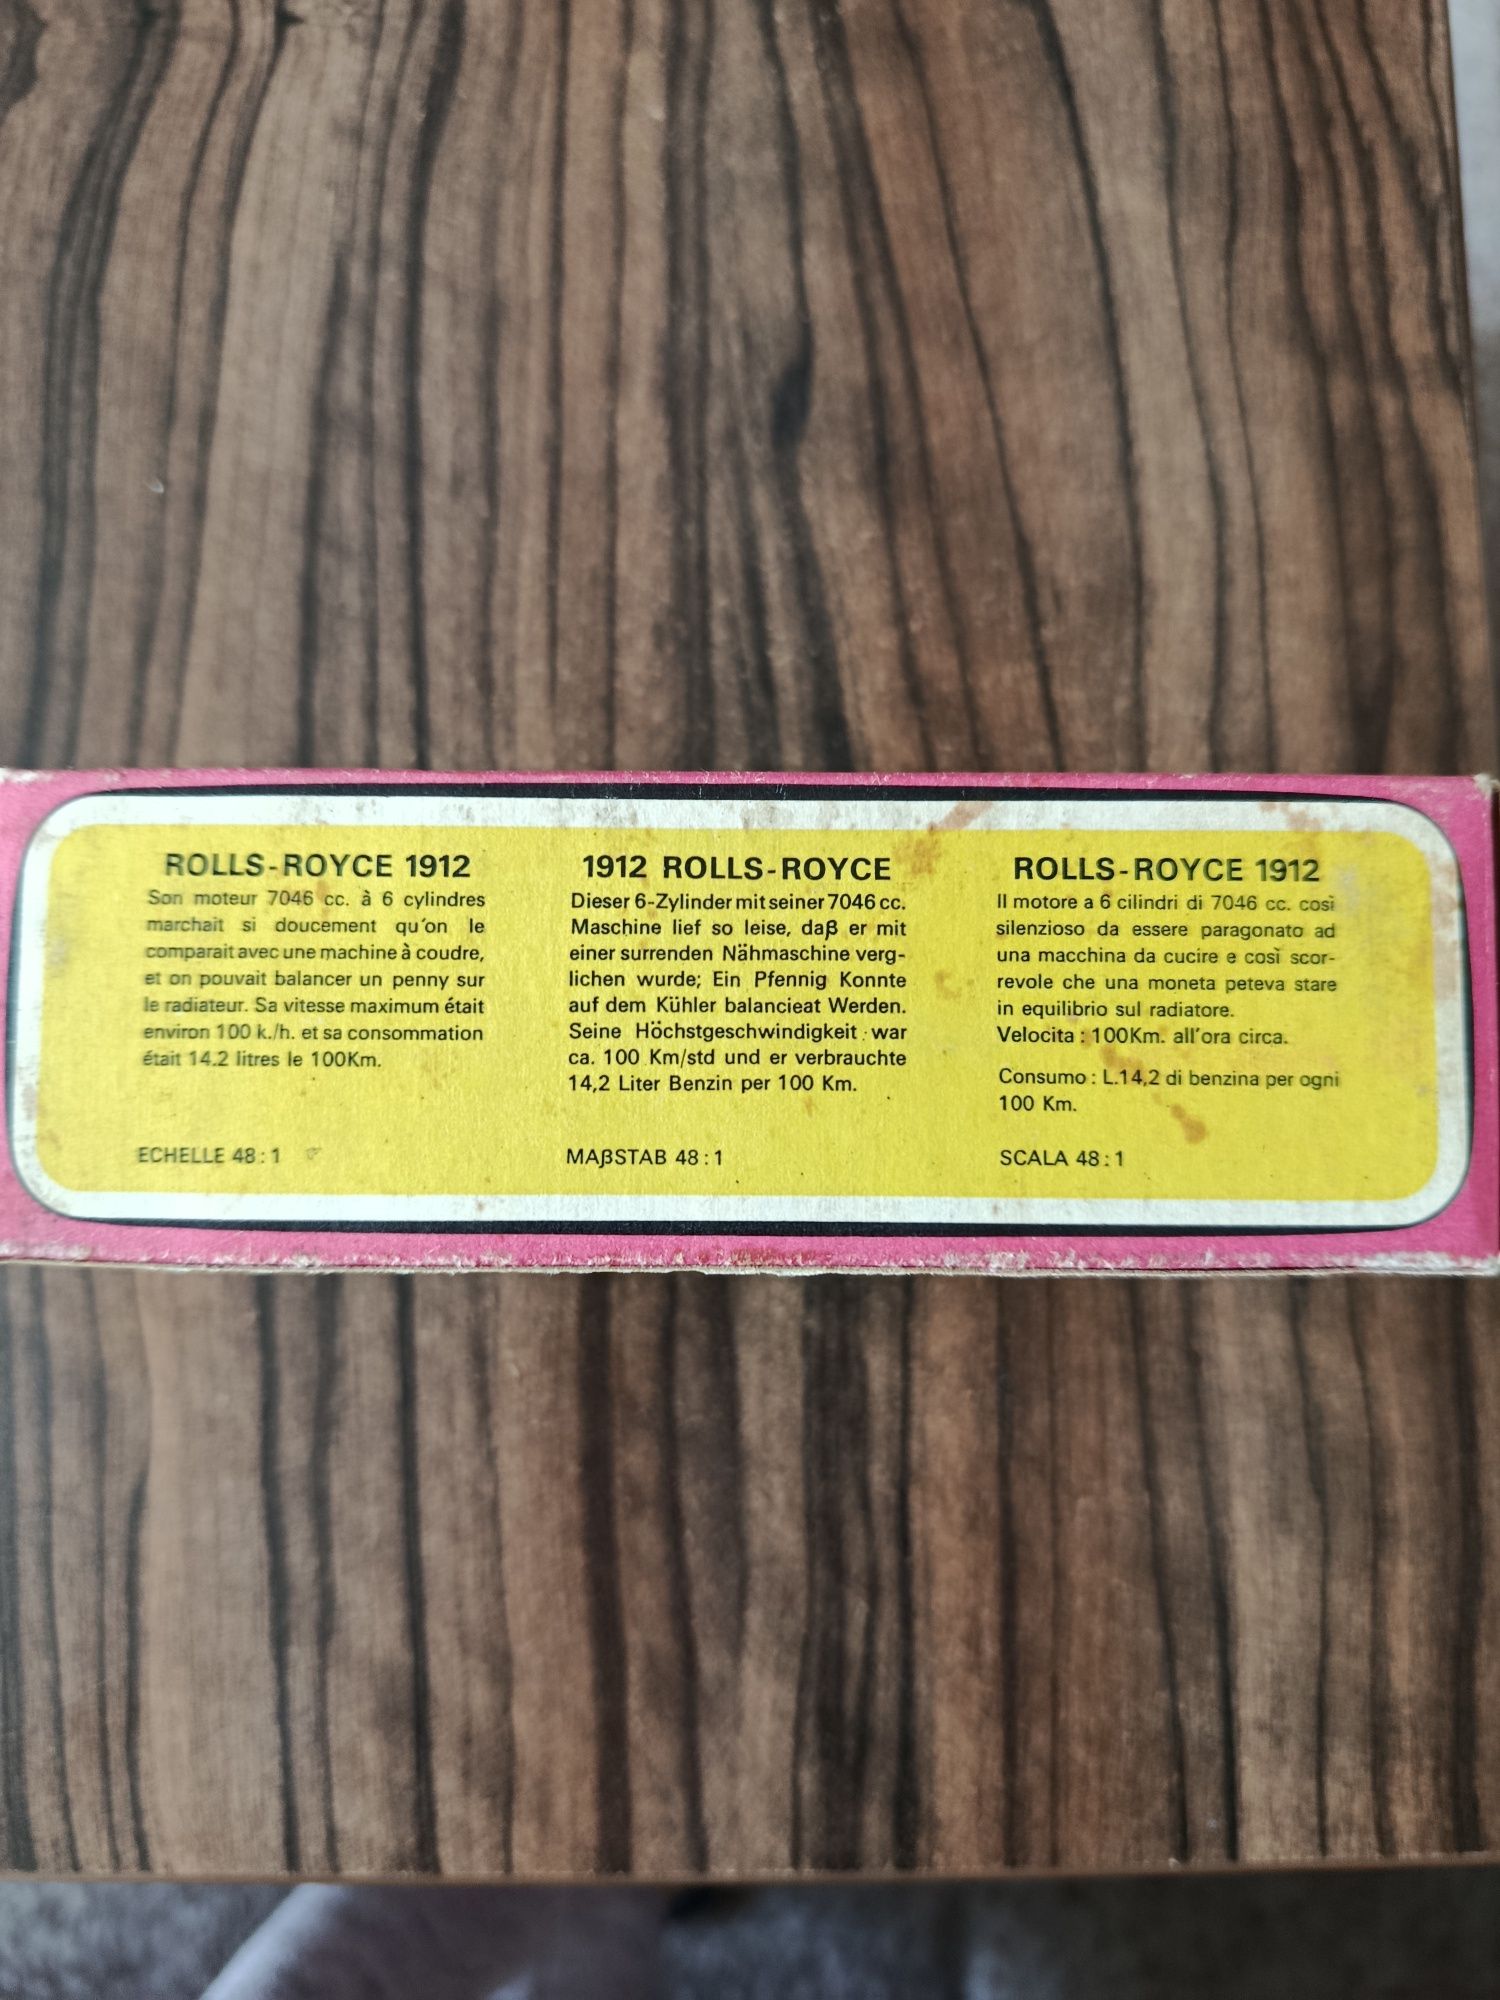 ROLLS-ROYCE 1912
Son moteur 7046 cc. à 6 cylindres
marchait si doucement qu'on le
comparait avec une machine à coudre,
et on pouvait balancer un penny sur
le radiateur. Sa vitesse maximum était
environ 100 k./h. et sa consommation
était 14.2 litres le 100Km.
ECHELLE 48:1
1912 ROLLS-ROYCE
Dieser 6-Zylinder mit seiner 7046 cc.
Maschine lief so leise, daβ er mit
einer surrenden Nähmaschine verg-
lichen wurde; Ein Pfennig Konnte
auf dem Kühler balancieat Werden.
Seine Höchstgeschwindigkeit war
ca. 100 Km/std und er verbrauchte
14,2 Liter Benzin per 100 Km.
MAβSTAB 48:1
ROLLS-ROYCE 1912
Il motore a 6 cilindri di 7046 cc. così
silenzioso da essere paragonato ad
una macchina da cucire e così scor-
revole che una moneta peteva stare
in equilibrio sul radiatore.
Velocita : 100Km. all'ora circa.
Consumo : L.14,2 di benzina per ogni
100 Km.
SCALA 48:1